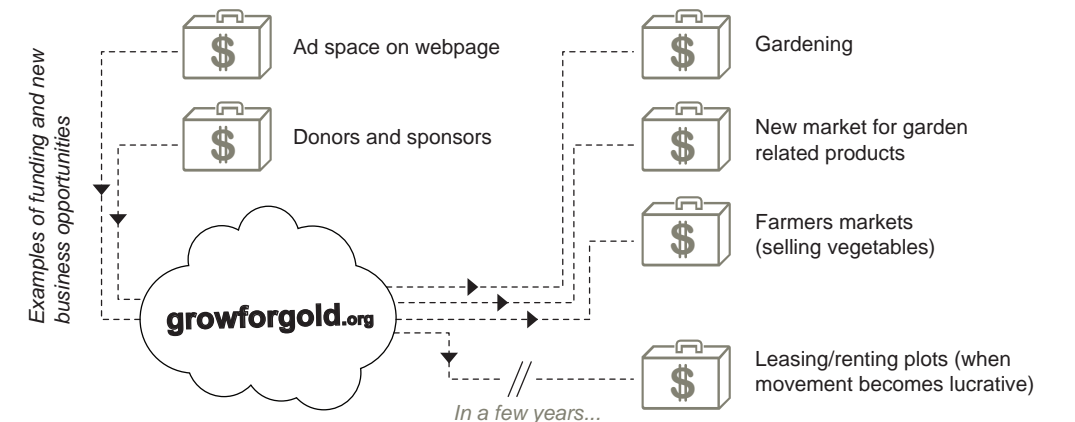 Examples of funding and new
business opportunities
$
Ad space on webpage
$
Donors and sponsors
growforgold.org
$
Gardening
$
New market for garden
related products
$
Farmers markets
(selling vegetables)
$
Leasing/renting plots (when
movement becomes lucrative)
In a few years...